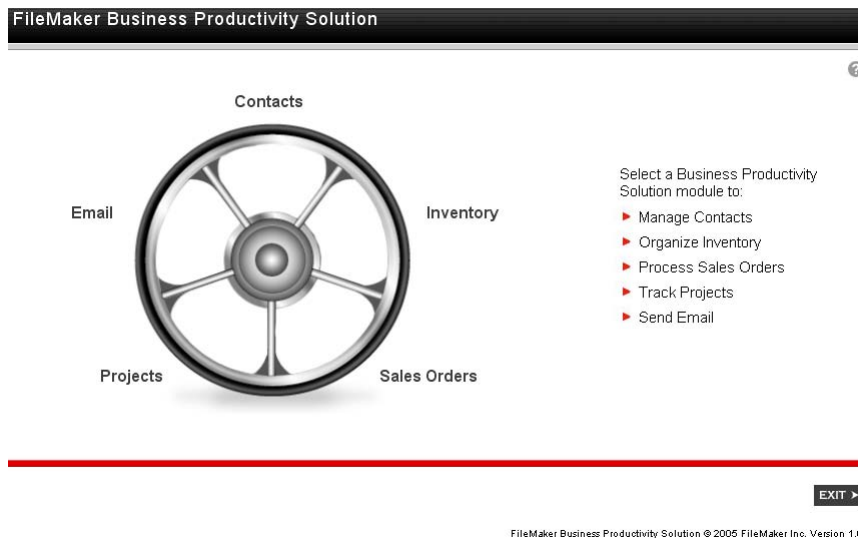 FileMaker Business Productivity Solution
Contacts
Email
Inventory
Projects
Sales Orders
Select a Business Productivity
Solution module to:
Manage Contacts
Organize Inventory
Process Sales Orders
Track Projects
Send Email
EXIT
FileMaker Business Productivity Solution © 2005 FileMaker Inc. Version 1.